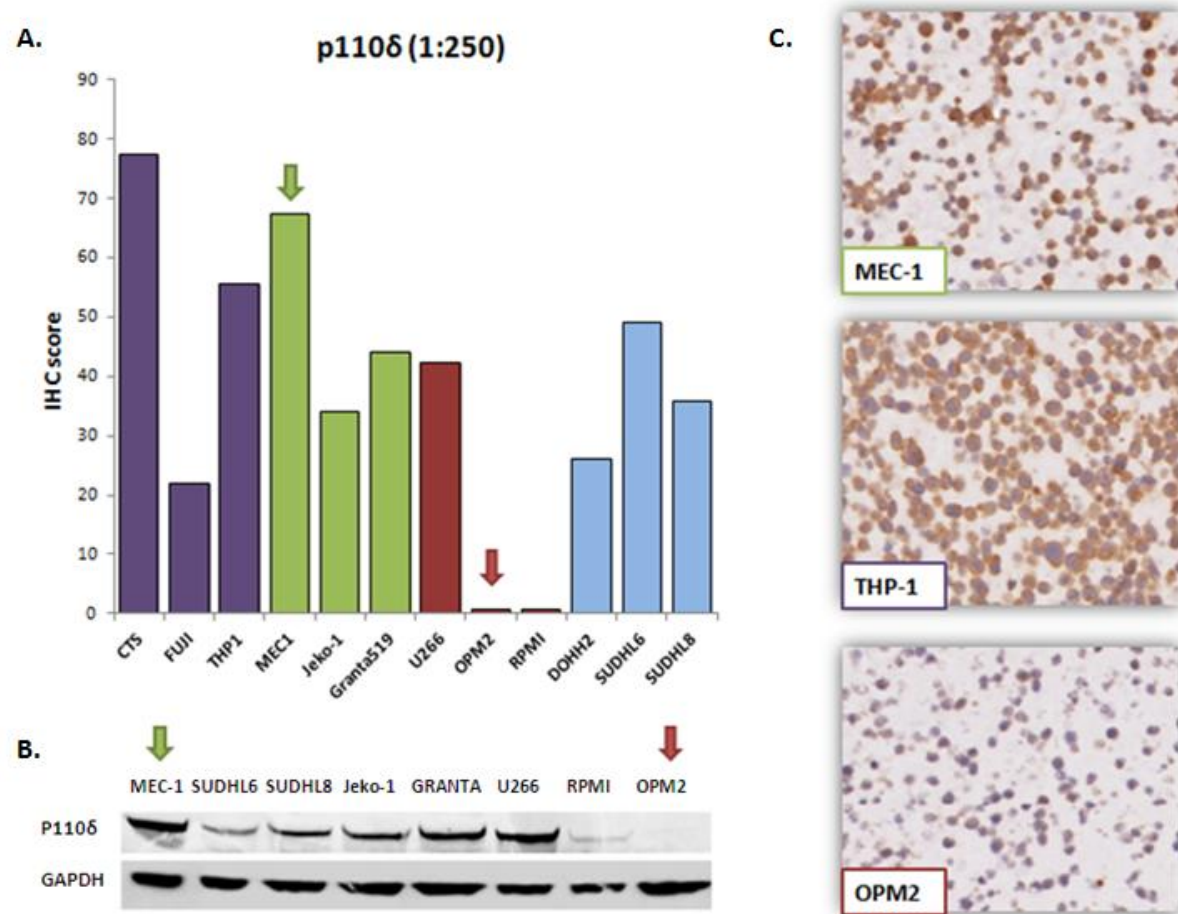 A.
p110δ (1:250)
90
80
70
60
50
40
30
20
10
0
IHC score
CTS
FUJI
THP1
MEC1
Jeko-1
Granta519
U266
OPM2
RPMI
DOHH2
SUDHL6
SUDHL8
B.
MEC-1 SUDHL6 SUDHL8 Jeko-1 GRANTA U266 RPMI OPM2
P110δ
GAPDH
C.
MEC-1
THP-1
OPM2